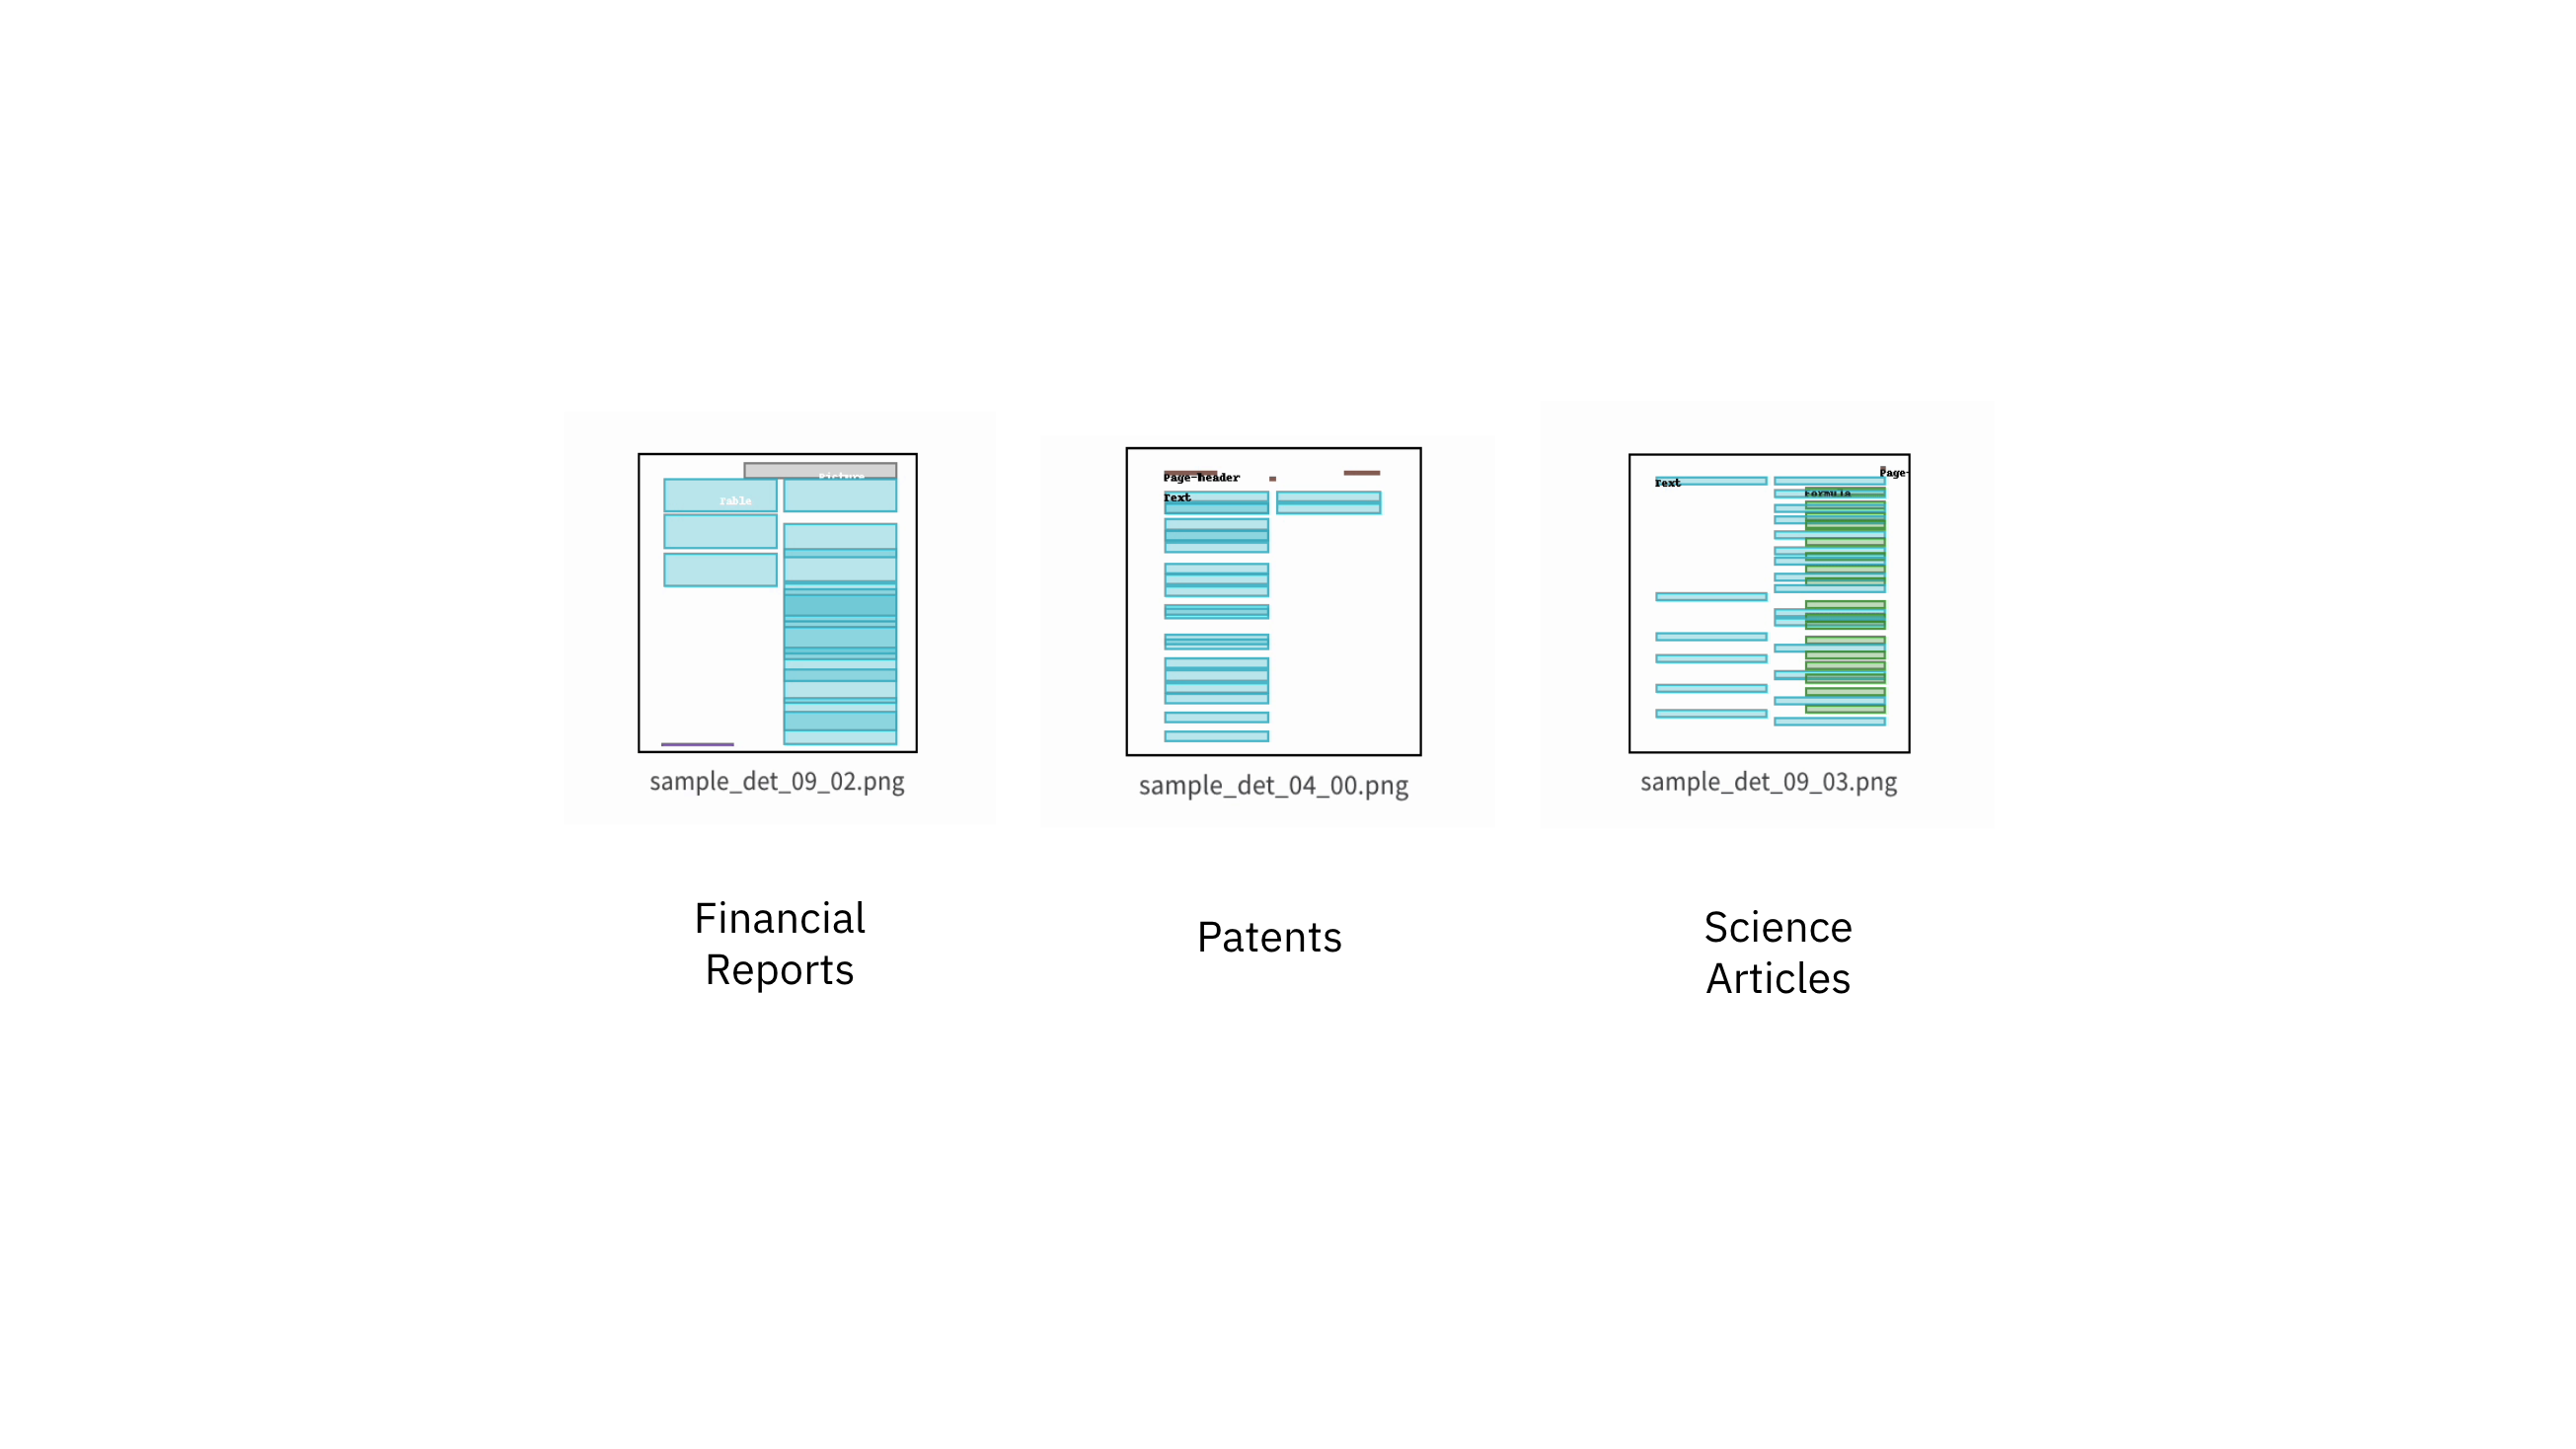 Picture
Table
sample_det_09_02.png
Financial
Reports
Page-header
Text
sample_det_04_00.png
Patents
Page-
Text
Formula
sample_det_09_03.png
Science
Articles